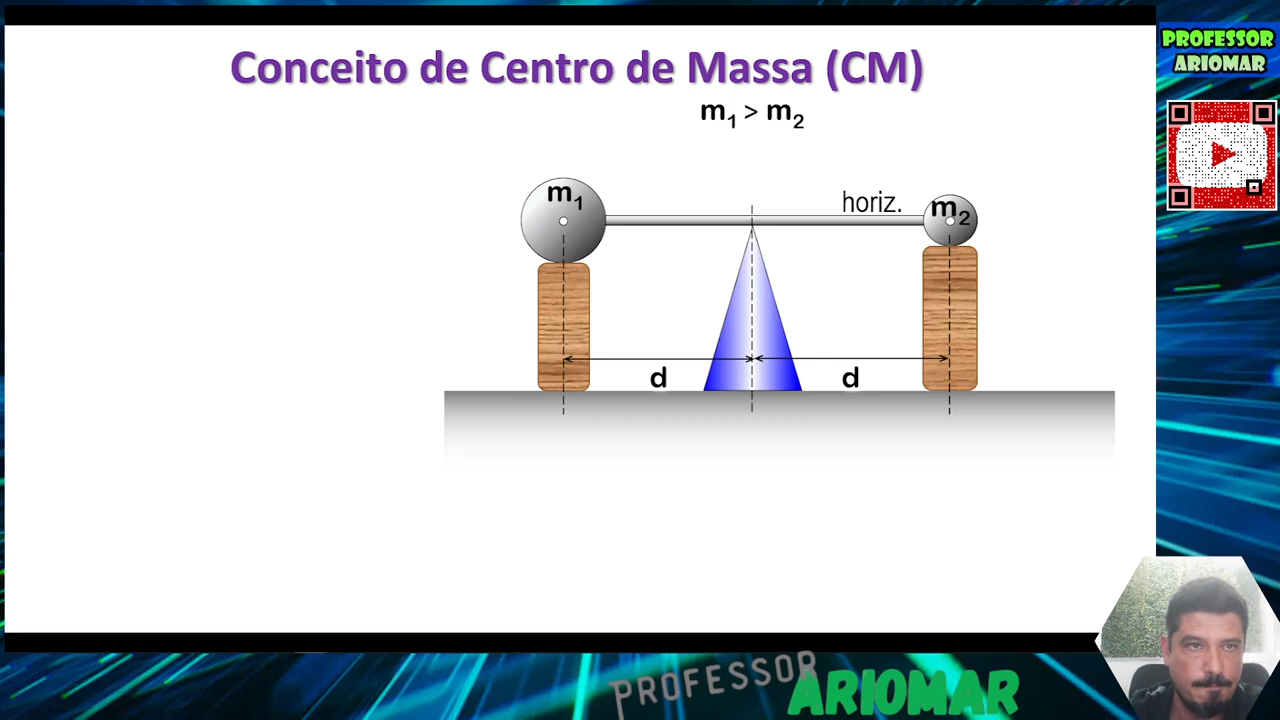 Conceito de Centro de Massa (CM)
m1 > m2
m1
horiz.
m2
d
d
PROFESSOR
ARIOMAR
PROFESSOR
ARIOMAR